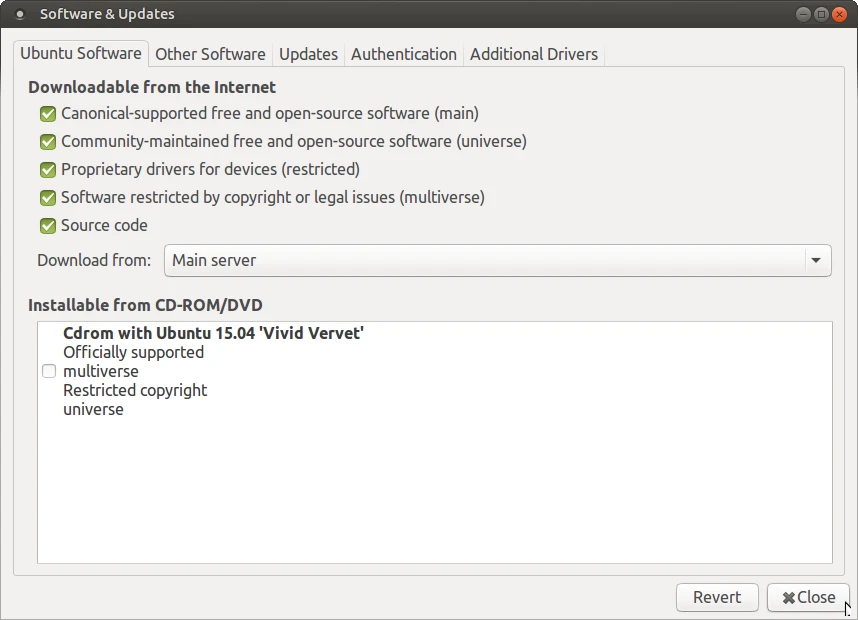 Software & Updates
Ubuntu Software Other Software Updates Authentication Additional Drivers
Downloadable from the Internet
Canonical-supported free and open-source software (main)
Community-maintained free and open-source software (universe)
Proprietary drivers for devices (restricted)
Software restricted by copyright or legal issues (multiverse)
Source code
Download from: Main server
Installable from CD-ROM/DVD
Cdrom with Ubuntu 15.04 'Vivid Vervet'
Officially supported
multiverse
Restricted copyright
universe
Revert Close